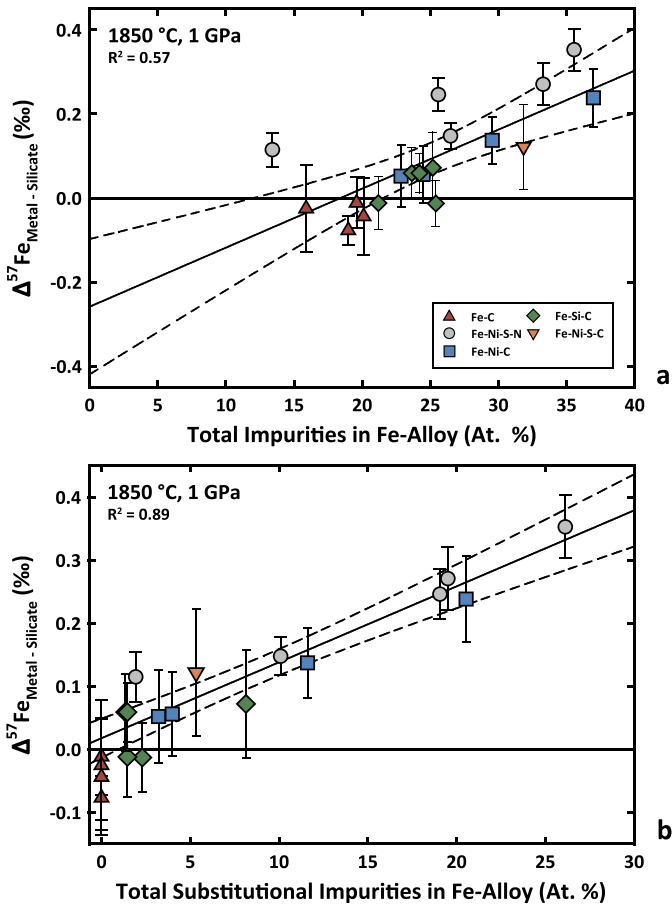 0.4
0.2
0.0
-0.2
-0.4
Δ⁵⁷Fe Metal - Silicate (‰)
1850 °C, 1 GPa
R² = 0.57
Fe-C
Fe-Si-C
Fe-Ni-S-N
Fe-Ni-S-C
Fe-Ni-C
a
0 5 10 15 20 25 30 35 40
Total Impurities in Fe-Alloy (At. %)
0.4
0.3
0.2
0.1
0.0
-0.1
Δ⁵⁷Fe Metal - Silicate (‰)
1850 °C, 1 GPa
R² = 0.89
b
0 5 10 15 20 25 30
Total Substitutional Impurities in Fe-Alloy (At. %)